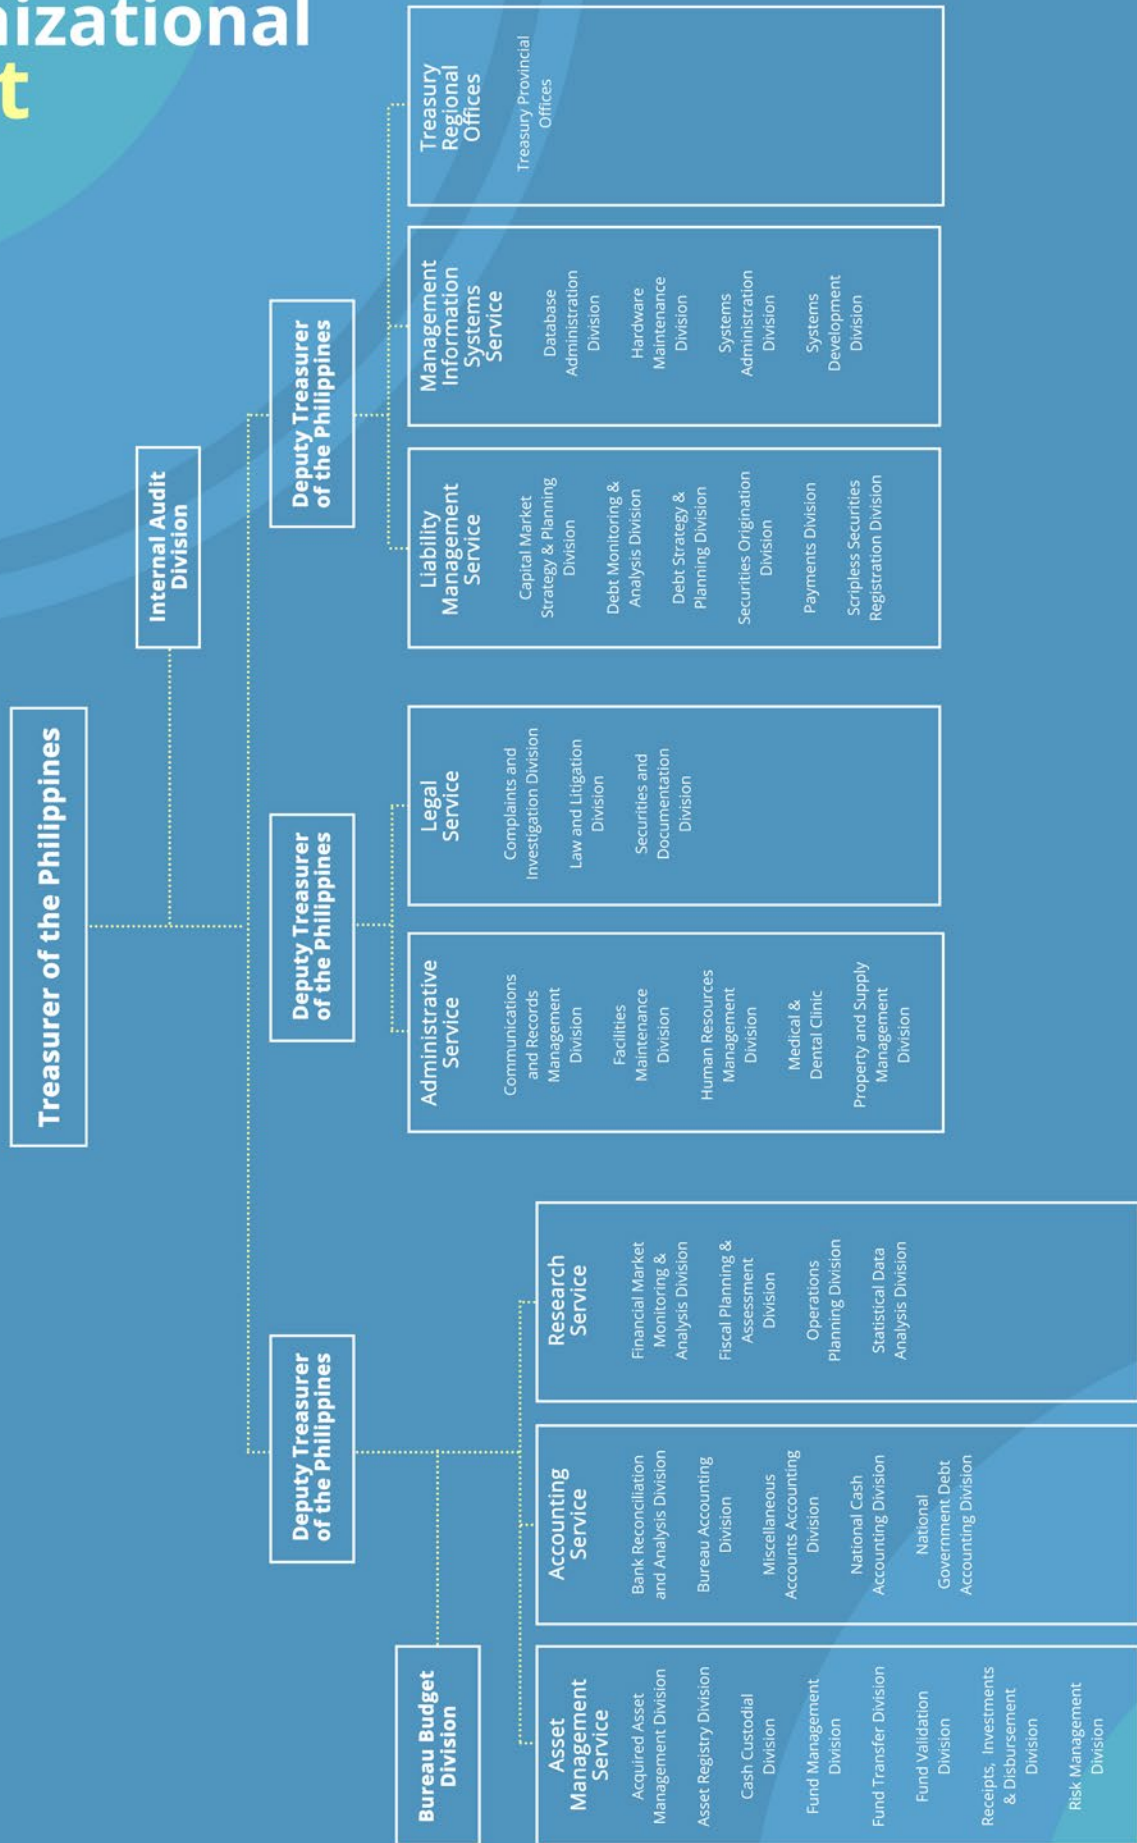 nizational
t
Treasurer of the Philippines
Internal Audit
Division
Deputy Treasurer
of the Philippines
Deputy Treasurer
of the Philippines
Deputy Treasurer
of the Philippines
Bureau Budget
Division
Asset
Management
Service
Acquired Asset
Management Division
Asset Registry Division
Cash Custodial
Division
Fund Management
Division
Fund Transfer Division
Fund Validation
Division
Receipts, Investments
& Disbursement
Division
Risk Management
Division
Accounting
Service
Bank Reconciliation
and Analysis Division
Bureau Accounting
Division
Miscellaneous
Accounts Accounting
Division
National Cash
Accounting Division
National
Government Debt
Accounting Division
Research
Service
Financial Market
Monitoring &
Analysis Division
Fiscal Planning &
Assessment
Division
Operations
Planning Division
Statistical Data
Analysis Division
Administrative
Service
Communications
and Records
Management
Division
Facilities
Maintenance
Division
Human Resources
Management
Division
Medical &
Dental Clinic
Property and Supply
Management
Division
Legal
Service
Complaints and
Investigation Division
Law and Litigation
Division
Securities and
Documentation
Division
Liability
Management
Service
Capital Market
Strategy & Planning
Division
Debt Monitoring &
Analysis Division
Debt Strategy &
Planning Division
Securities Origination
Division
Payments Division
Scripless Securities
Registration Division
Management
Information
Systems
Service
Database
Administration
Division
Hardware
Maintenance
Division
Systems
Administration
Division
Systems
Development
Division
Treasury
Regional
Offices
Treasury Provincial
Offices